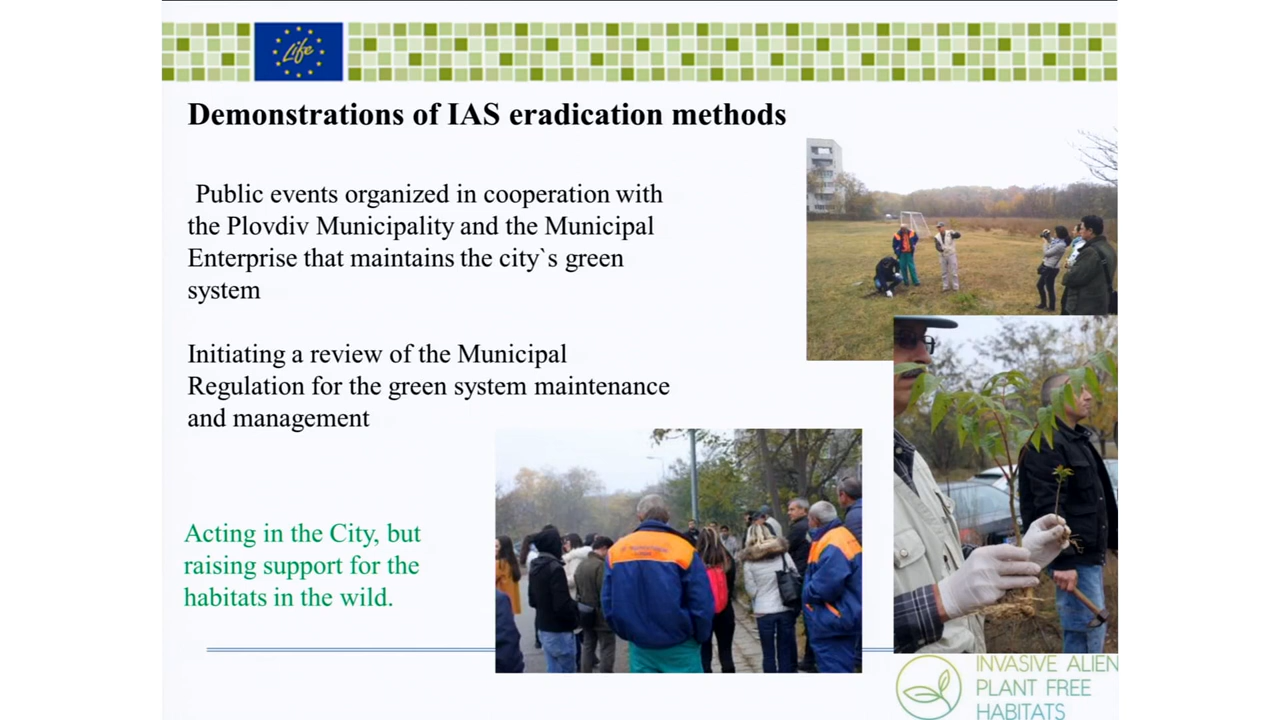 Life
Demonstrations of IAS eradication methods
Public events organized in cooperation with
the Plovdiv Municipality and the Municipal
Enterprise that maintains the city`s green
system
Initiating a review of the Municipal
Regulation for the green system maintenance
and management
Acting in the City, but
raising support for the
habitats in the wild.
INVASIVE ALIEN
PLANT FREE
HABITATS